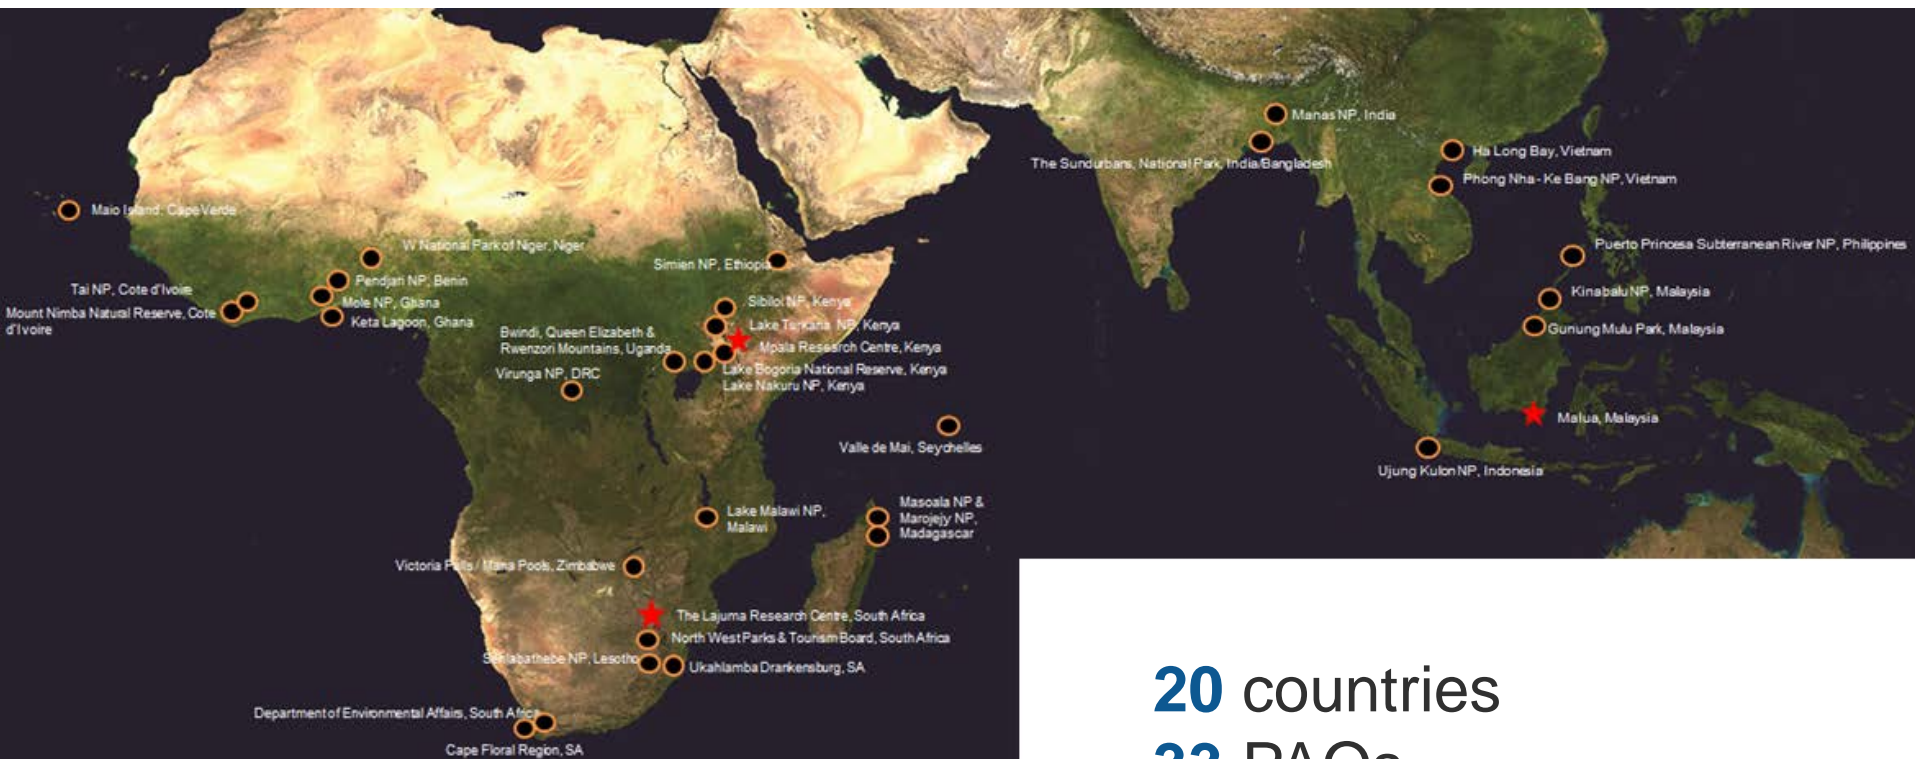 Manas NP, India
The Sundurbans, National Park, India/Bangladesh
Ha Long Bay, Vietnam
Phong Nha - Ke Bang NP, Vietnam
Maio Island. Cape Verde
W National Park of Niger, Niger
Puerto Princesa Subterranean River NP, Philippines
Simien NP, Ethiopia
Pendjari NP, Benin
Tai NP, Cote d'Ivoire
Mole NP, Ghana
Mount Nimba Natural Reserve, Cote
d'Ivoire
Keta Lagoon, Ghana
Sibiloi NP, Kenya
Kinabalu NP, Malaysia
Lake Turkana NP, Kenya
Gunung Mulu Park, Malaysia
Bwindi, Queen Elizabeth &
Rwenzori Mountains, Uganda
Mpala Research Centre, Kenya
Virunga NP, DRC
Lake Bogoria National Reserve, Kenya
Lake Nakuru NP, Kenya
Malua, Malaysia
Valle de Mai, Seychelles
Ujung Kulon NP, Indonesia
Lake Malawi NP,
Malawi
Masoala NP &
Marojejy NP,
Madagascar
Victoria Falls / Mana Pools, Zimbabwe
The Lajuma Research Centre, South Africa
North West Parks & Tourism Board, South Africa
Sehlabathebe NP, Lesotho
Ukahlamba Drankensburg, SA
Department of Environmental Affairs, South Africa
Cape Floral Region, SA
20 countries
33 PAOs